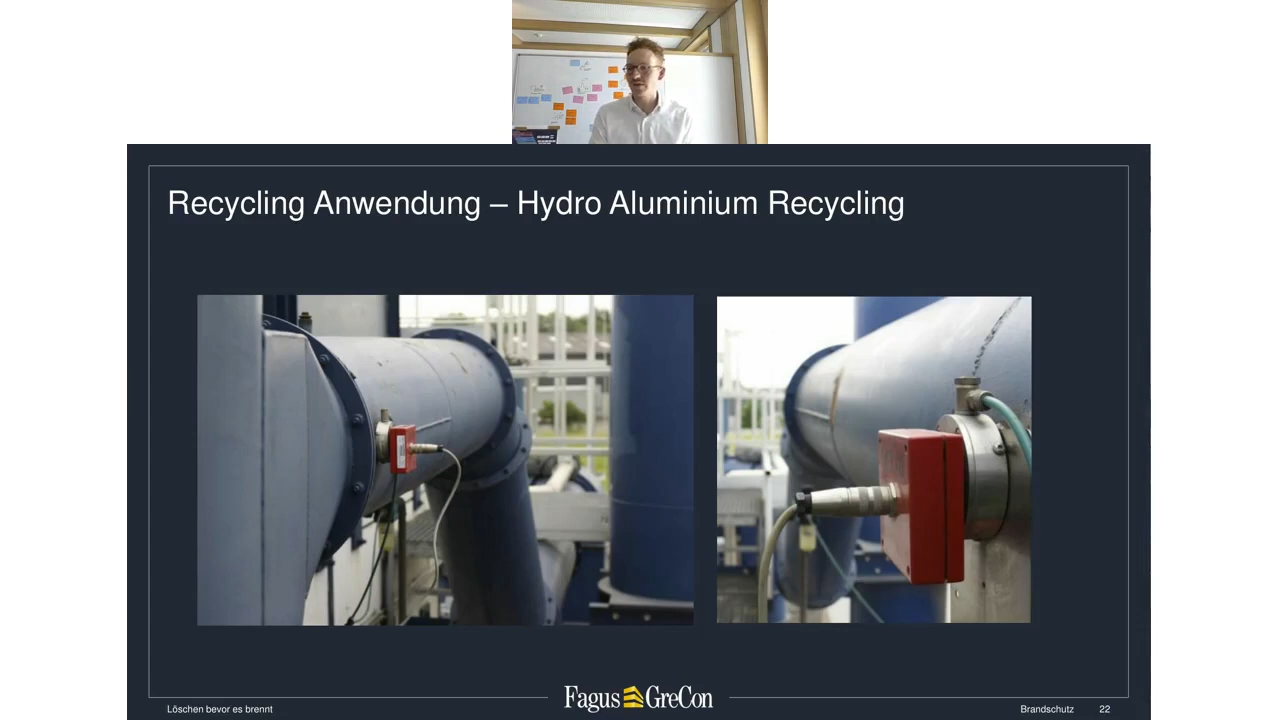 Recycling Anwendung – Hydro Aluminium Recycling
Fagus GreCon
Löschen bevor es brennt
Brandschutz 22